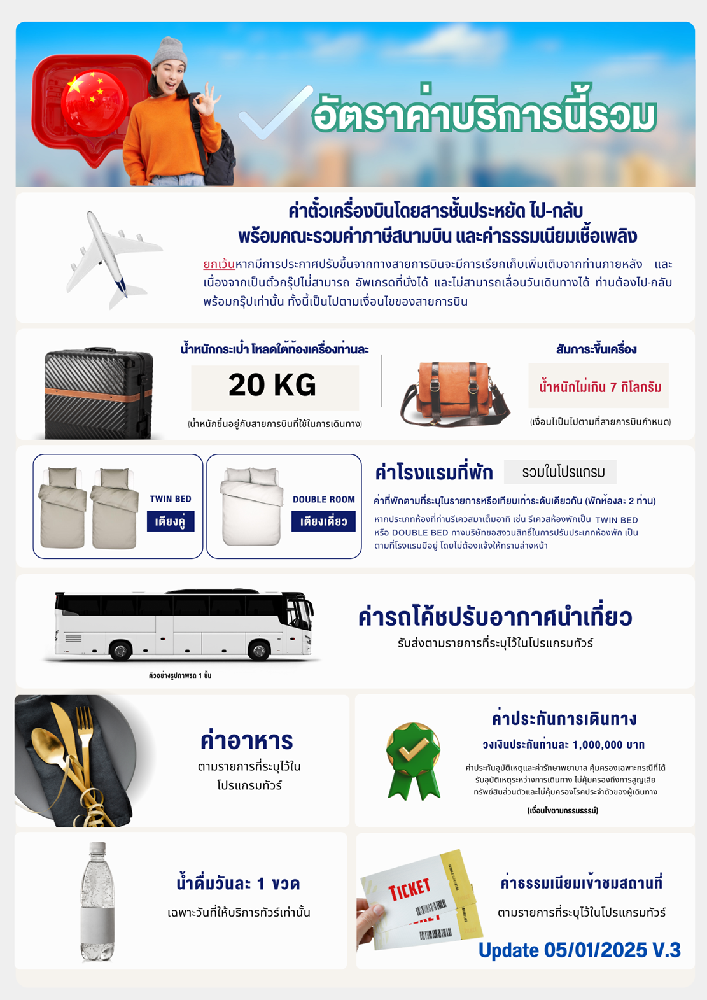 อัตราค่าบริการนี้รวม
ค่าตั๋วเครื่องบินโดยสารชั้นประหยัด ไป-กลับ
พร้อมคณะรวมค่าภาษีสนามบิน และค่าธรรมเนียมเชื้อเพลิง
ยกเว้นหากมีการประกาศปรับขึ้นจากทางสายการบินจะมีการเรียกเก็บเพิ่มเติมจากท่านภายหลัง และ
เนื่องจากเป็นตั๋วกรุ๊ปไม่สามารถ อัพเกรดที่นั่งได้ และไม่สามารถเลื่อนวันเดินทางได้ ท่านต้องไป-กลับ
พร้อมกรุ๊ปเท่านั้น ทั้งนี้เป็นไปตามเงื่อนไขของสายการบิน
น้ำหนักกระเป๋า โหลดใต้ท้องเครื่องท่านละ
20 KG
(น้ำหนักขึ้นอยู่กับสายการบินที่ใช้ในการเดินทาง)
สัมภาระขึ้นเครื่อง
น้ำหนักไม่เกิน 7 กิโลกรัม
(เงื่อนไเป็นไปตามที่สายการบินกำหนด)
TWIN BED
เตียงคู่
DOUBLE ROOM
เตียงเดี่ยว
ค่าโรงแรมที่พัก รวมในโปรแกรม
ค่าที่พักตามที่ระบุในรายการหรือเทียบเท่าระดับเดียวกัน (พักห้องละ 2 ท่าน)
หากประเภทห้องที่ท่านรีเควสมาเต็มอาทิ เช่น รีเควสห้องพักเป็น TWIN BED
หรือ DOUBLE BED ทางบริษัทขอสงวนสิทธิ์ในการปรับประเภทห้องพัก เป็น
ตามที่โรงแรมมีอยู่ โดยไม่ต้องแจ้งให้ทราบล่างหน้า
ค่ารถโค้ชปรับอากาศนำเที่ยว
รับส่งตามรายการที่ระบุไว้ในโปรแกรมทัวร์
ตัวอย่างรูปภาพรถ 1 ชั้น
ค่าอาหาร
ตามรายการที่ระบุไว้ใน
โปรแกรมทัวร์
ค่าประกันการเดินทาง
วงเงินประกันท่านละ 1,000,000 บาท
ค่าประกันอุบัติเหตุและค่ารักษาพยาบาล คุ้มครองเฉพาะกรณีที่ได้
รับอุบัติเหตุระหว่างการเดินทาง ไม่คุ้มครองถึงการสูญเสีย
ทรัพย์สินส่วนตัวและไม่คุ้มครองโรคประจำตัวของผู้เดินทาง
(เงื่อนไขตามกรมธรรม์)
น้ำดื่มวันละ 1 ขวด
เฉพาะวันที่ให้บริการทัวร์เท่านั้น
TICKET
ค่าธรรมเนียมเข้าชมสถานที่
ตามรายการที่ระบุไว้ในโปรแกรมทัวร์
Update 05/01/2025 V.3